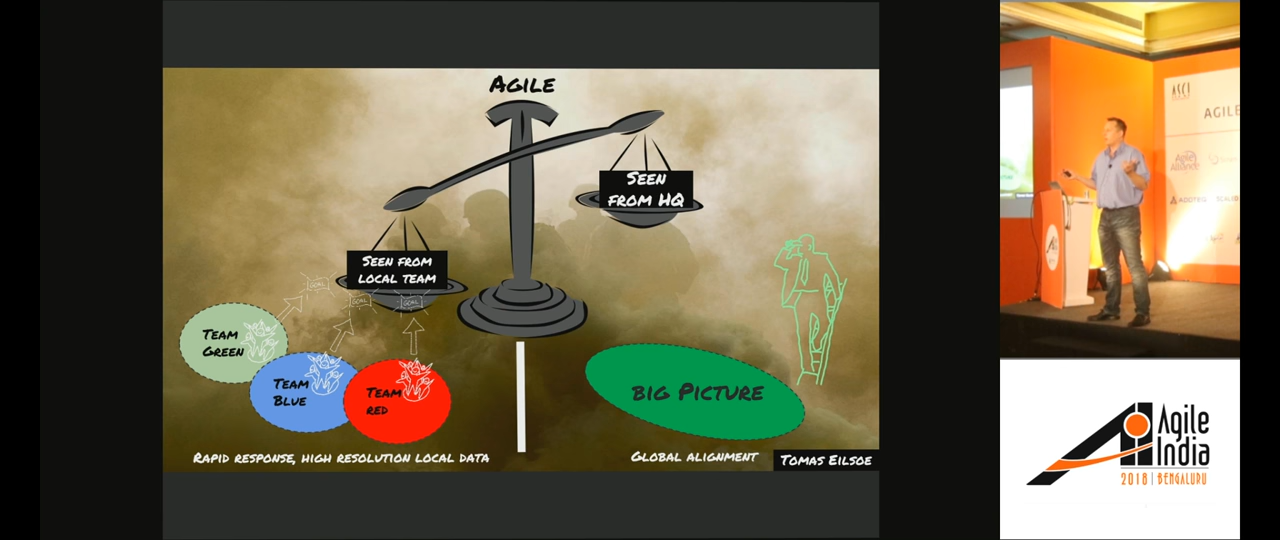 Agile
Seen
from HQ
Seen from
local team
GOAL
GOAL
GOAL
Team
Green
Team
Blue
Team
red
big Picture
Rapid response, high resolution local data
Global alignment
Tomas Eilsoe
ASCI
AGILE
Agile
Alliance
Agile
India
2018 | BENGALURU